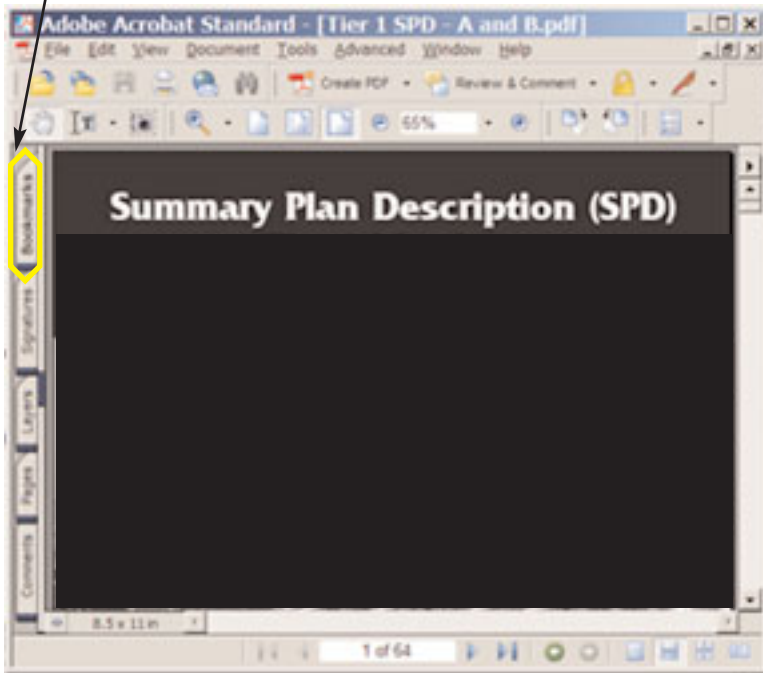 Adobe Acrobat Standard - [Tier 1 SPD - A and B.pdf]
File Edit View Document Tools Advanced Window Help
Create PDF Review & Comment
65%
Bookmarks
Summary Plan Description (SPD)
Signatures
Layers
Pages
Comments
8.5 x 11 in
1 of 64